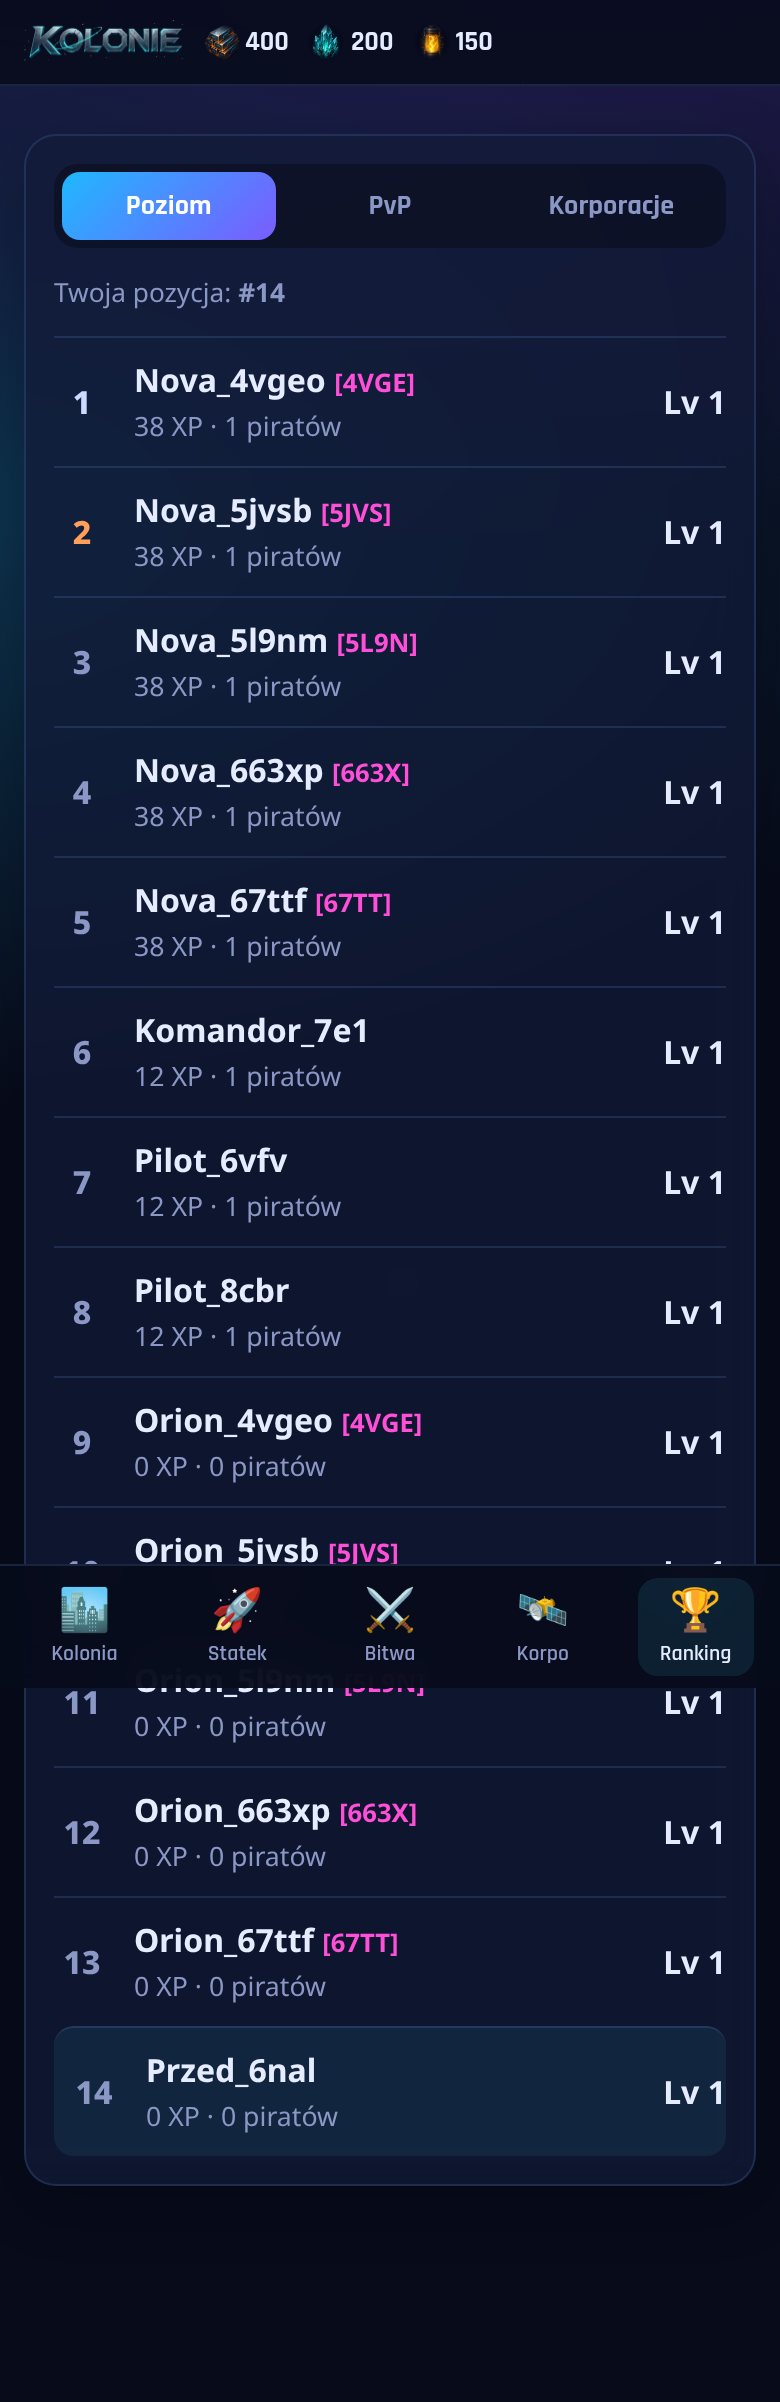 KOLONIE 400 200 150
Poziom PvP Korporacje
Twoja pozycja: #14
1 Nova_4vgeo [4VGE] Lv 1
38 XP · 1 piratów
2 Nova_5jvsb [5JVS] Lv 1
38 XP · 1 piratów
3 Nova_5l9nm [5L9N] Lv 1
38 XP · 1 piratów
4 Nova_663xp [663X] Lv 1
38 XP · 1 piratów
5 Nova_67ttf [67TT] Lv 1
38 XP · 1 piratów
6 Komandor_7e1 Lv 1
12 XP · 1 piratów
7 Pilot_6vfv Lv 1
12 XP · 1 piratów
8 Pilot_8cbr Lv 1
12 XP · 1 piratów
9 Orion_4vgeo [4VGE] Lv 1
0 XP · 0 piratów
Orion_5jvsb [5JVS]
Kolonia Statek Bitwa Korpo Ranking
11 Orion_5l9nm [5L9N] Lv 1
0 XP · 0 piratów
12 Orion_663xp [663X] Lv 1
0 XP · 0 piratów
13 Orion_67ttf [67TT] Lv 1
0 XP · 0 piratów
14 Przed_6nal Lv 1
0 XP · 0 piratów